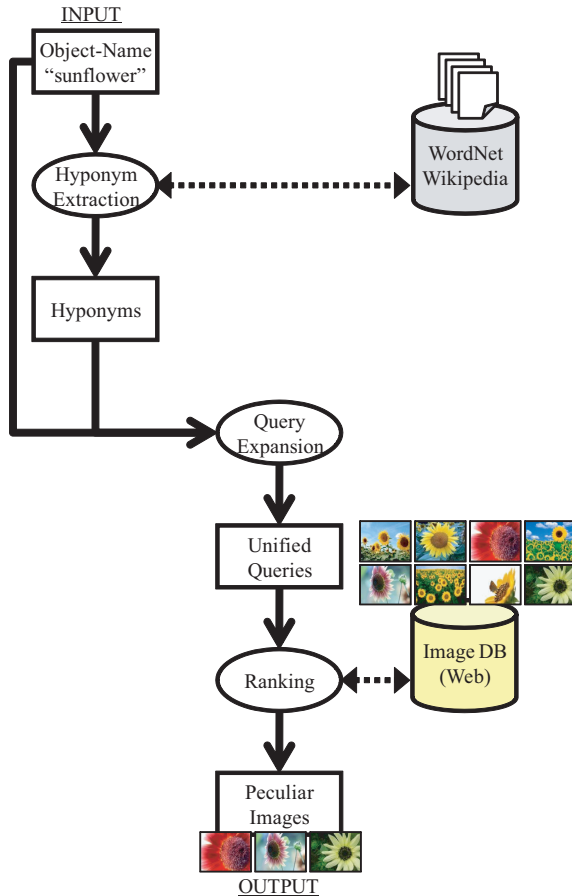 INPUT
Object-Name
“sunflower”
WordNet
Wikipedia
Hyponym
Extraction
Hyponyms
Query
Expansion
Unified
Queries
Image DB
(Web)
Ranking
Peculiar
Images
OUTPUT